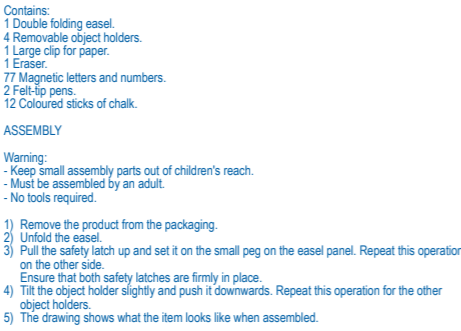 Contains:
1 Double folding easel.
4 Removable object holders.
1 Large clip for paper.
1 Eraser.
77 Magnetic letters and numbers.
2 Felt-tip pens.
12 Coloured sticks of chalk.
ASSEMBLY
Warning:
- Keep small assembly parts out of children's reach.
- Must be assembled by an adult.
- No tools required.
1) Remove the product from the packaging.
2) Unfold the easel.
3) Pull the safety latch up and set it on the small peg on the easel panel. Repeat this operation
on the other side.
Ensure that both safety latches are firmly in place.
4) Tilt the object holder slightly and push it downwards. Repeat this operation for the other
object holders.
5) The drawing shows what the item looks like when assembled.